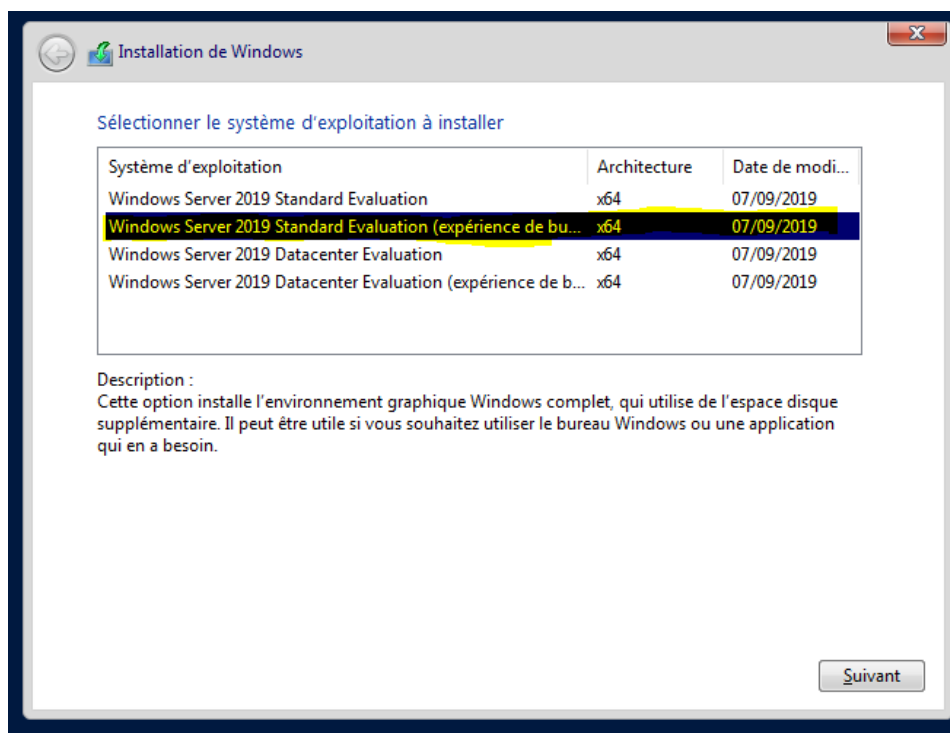 Installation de Windows
Sélectionner le système d'exploitation à installer
Système d'exploitation Architecture Date de modi...
Windows Server 2019 Standard Evaluation x64 07/09/2019
Windows Server 2019 Standard Evaluation (expérience de bu... x64 07/09/2019
Windows Server 2019 Datacenter Evaluation x64 07/09/2019
Windows Server 2019 Datacenter Evaluation (expérience de b... x64 07/09/2019
Description :
Cette option installe l'environnement graphique Windows complet, qui utilise de l'espace disque
supplémentaire. Il peut être utile si vous souhaitez utiliser le bureau Windows ou une application
qui en a besoin.
Suivant